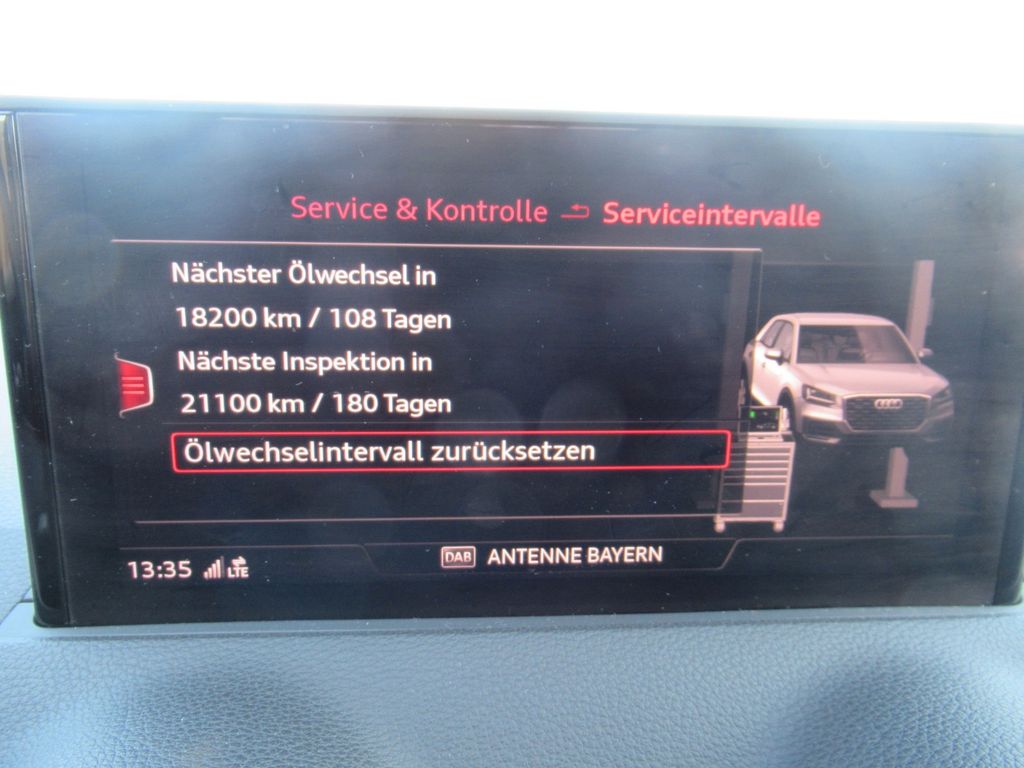 Service & Kontrolle Serviceintervalle
Nächster Ölwechsel in
18200 km / 108 Tagen
Nächste Inspektion in
21100 km / 180 Tagen
Ölwechselintervall zurücksetzen
13:35 LTE DAB ANTENNE BAYERN